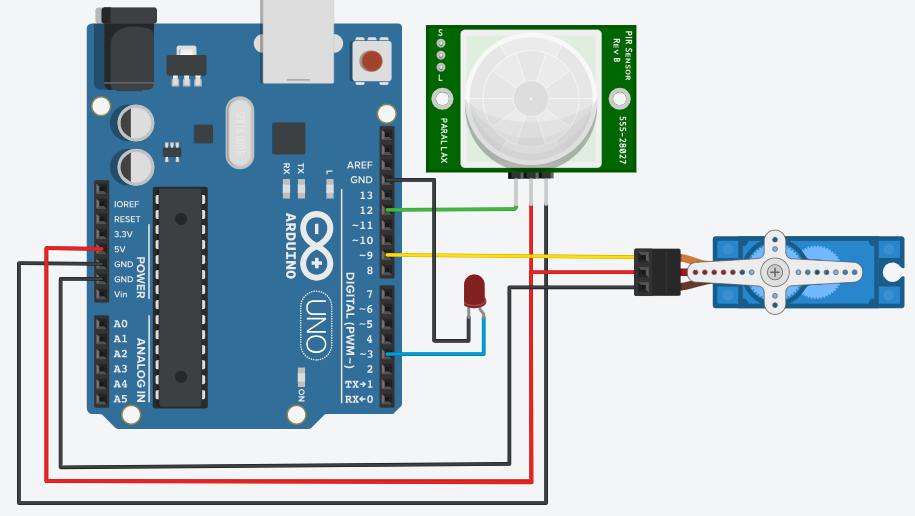 IOREF
RESET
3.3V
5V
GND
GND
Vin
POWER
A0
A1
A2
A3
A4
A5
ANALOG IN
RX
TX
L
ARDUINO
UNO
ON
AREF
GND
13
12
~11
~10
~9
8
7
~6
~5
4
~3
2
TX→1
RX←0
DIGITAL (PWM~)
S
L
PARALLAX
PIR SENSOR
REV B
555-28027